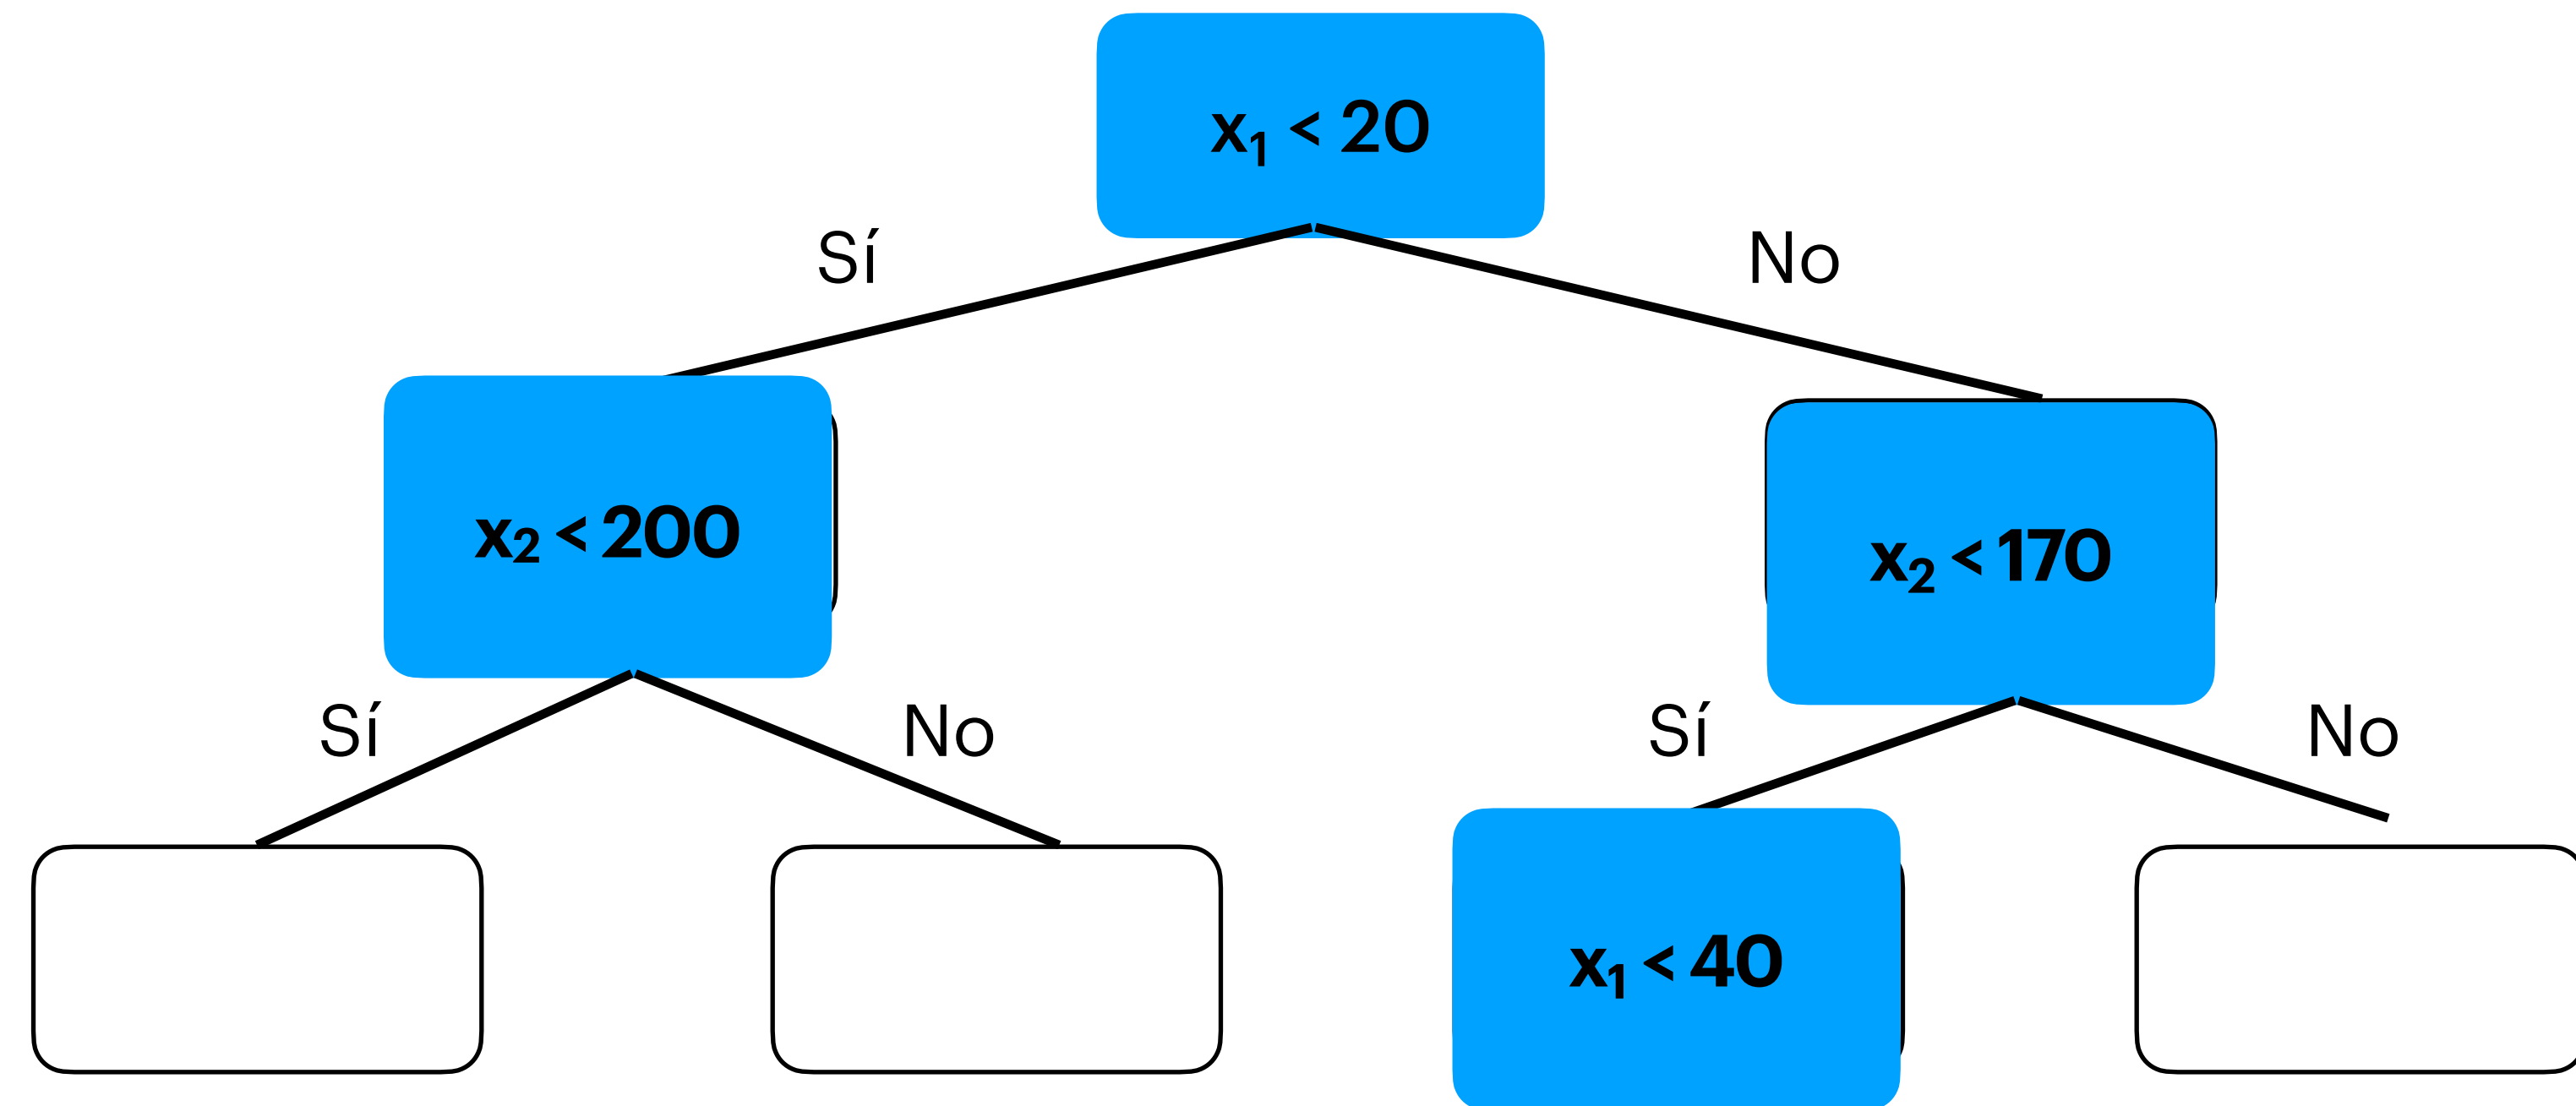 x₁ < 20
Sí
No
x₂ < 200
x₂ < 170
Sí
No
Sí
No
x₁ < 40